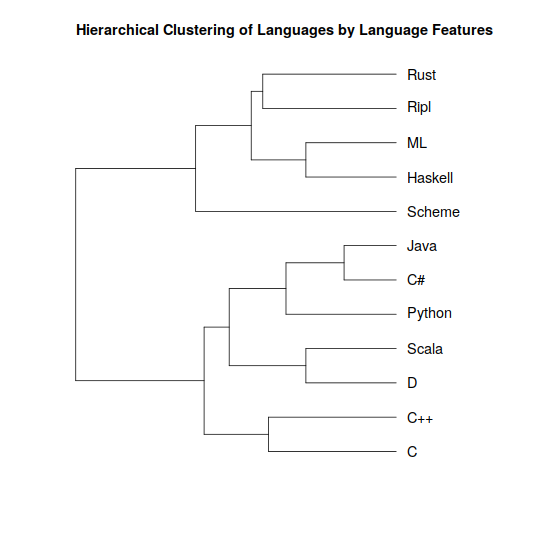 Hierarchical Clustering of Languages by Language Features
Rust
Ripl
ML
Haskell
Scheme
Java
C#
Python
Scala
D
C++
C